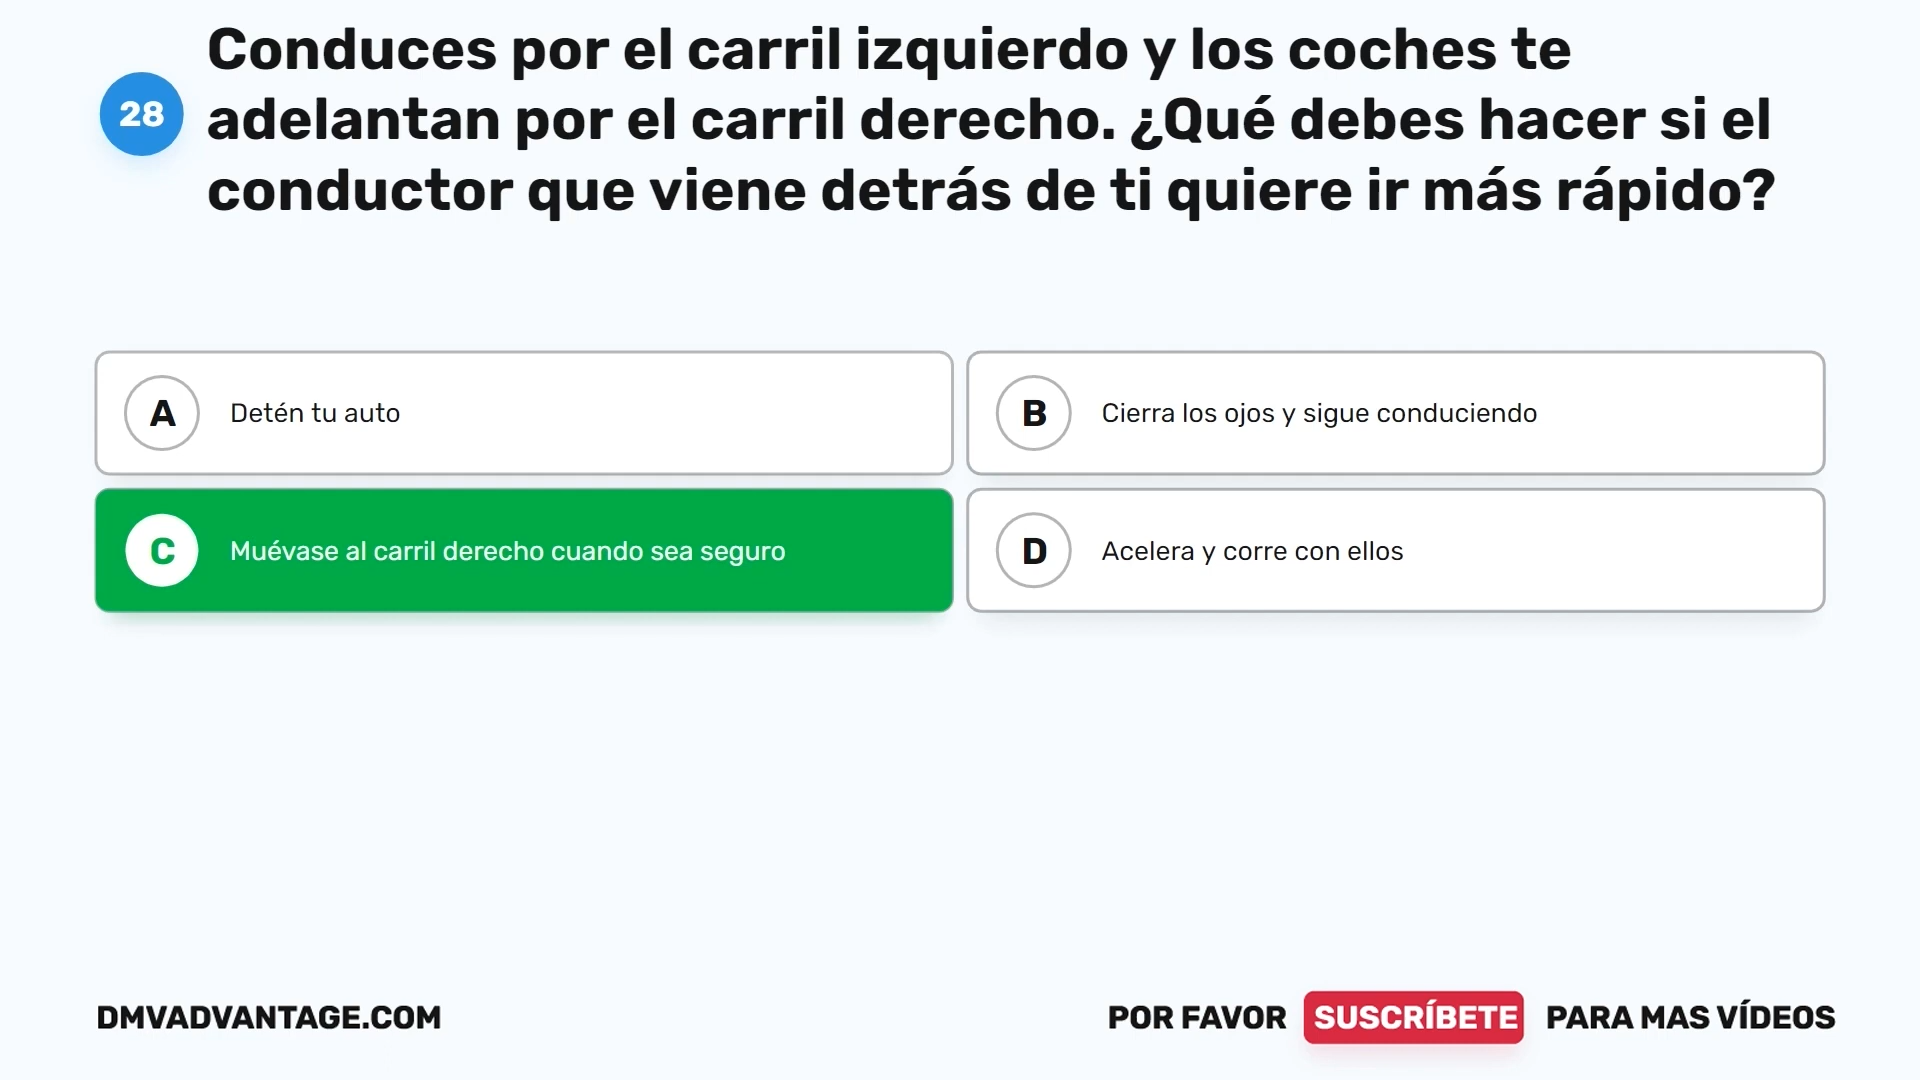 Conduces por el carril izquierdo y los coches te
28
adelantan por el carril derecho. ¿Qué debes hacer si el
conductor que viene detrás de ti quiere ir más rápido?
A
Detén tu auto
B
Cierra los ojos y sigue conduciendo
C
Muévase al carril derecho cuando sea seguro
D
Acelera y corre con ellos
DMVADVANTAGE.COM
POR FAVOR SUSCRÍBETE PARA MAS VÍDEOS